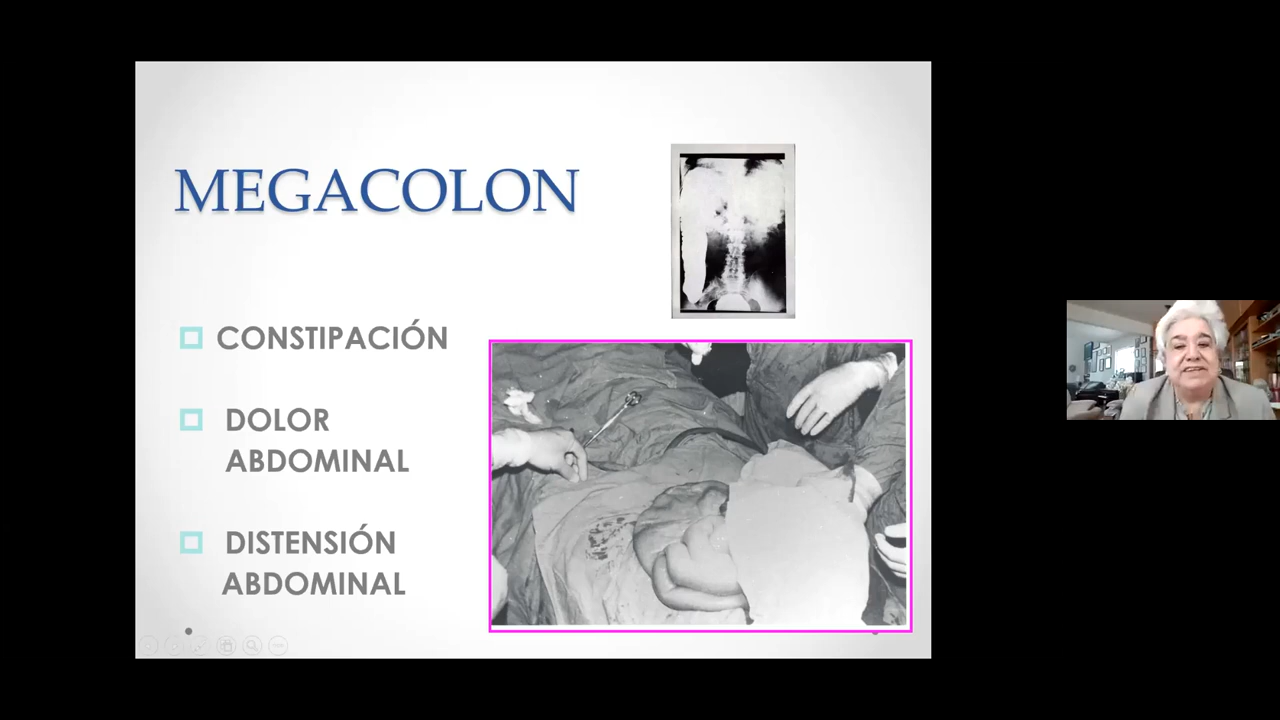 MEGACOLON
CONSTIPACIÓN
DOLOR
ABDOMINAL
DISTENSIÓN
ABDOMINAL